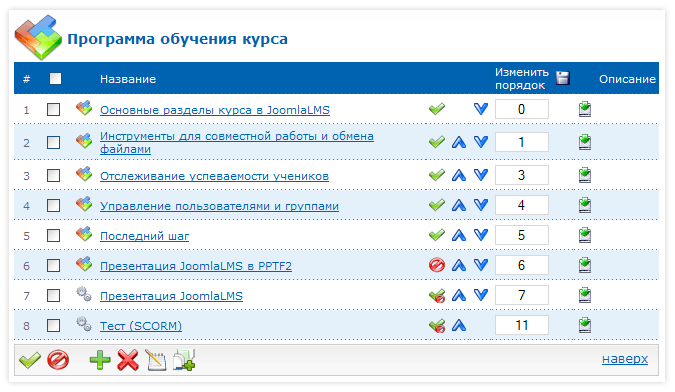 Программа обучения курса
# Название Изменить порядок Описание
1 Основные разделы курса в JoomlaLMS 0
2 Инструменты для совместной работы и обмена
файлами 1
3 Отслеживание успеваемости учеников 3
4 Управление пользователями и группами 4
5 Последний шаг 5
6 Презентация JoomlaLMS в PPTF2 6
7 Презентация JoomlaLMS 7
8 Тест (SCORM) 11
наверх